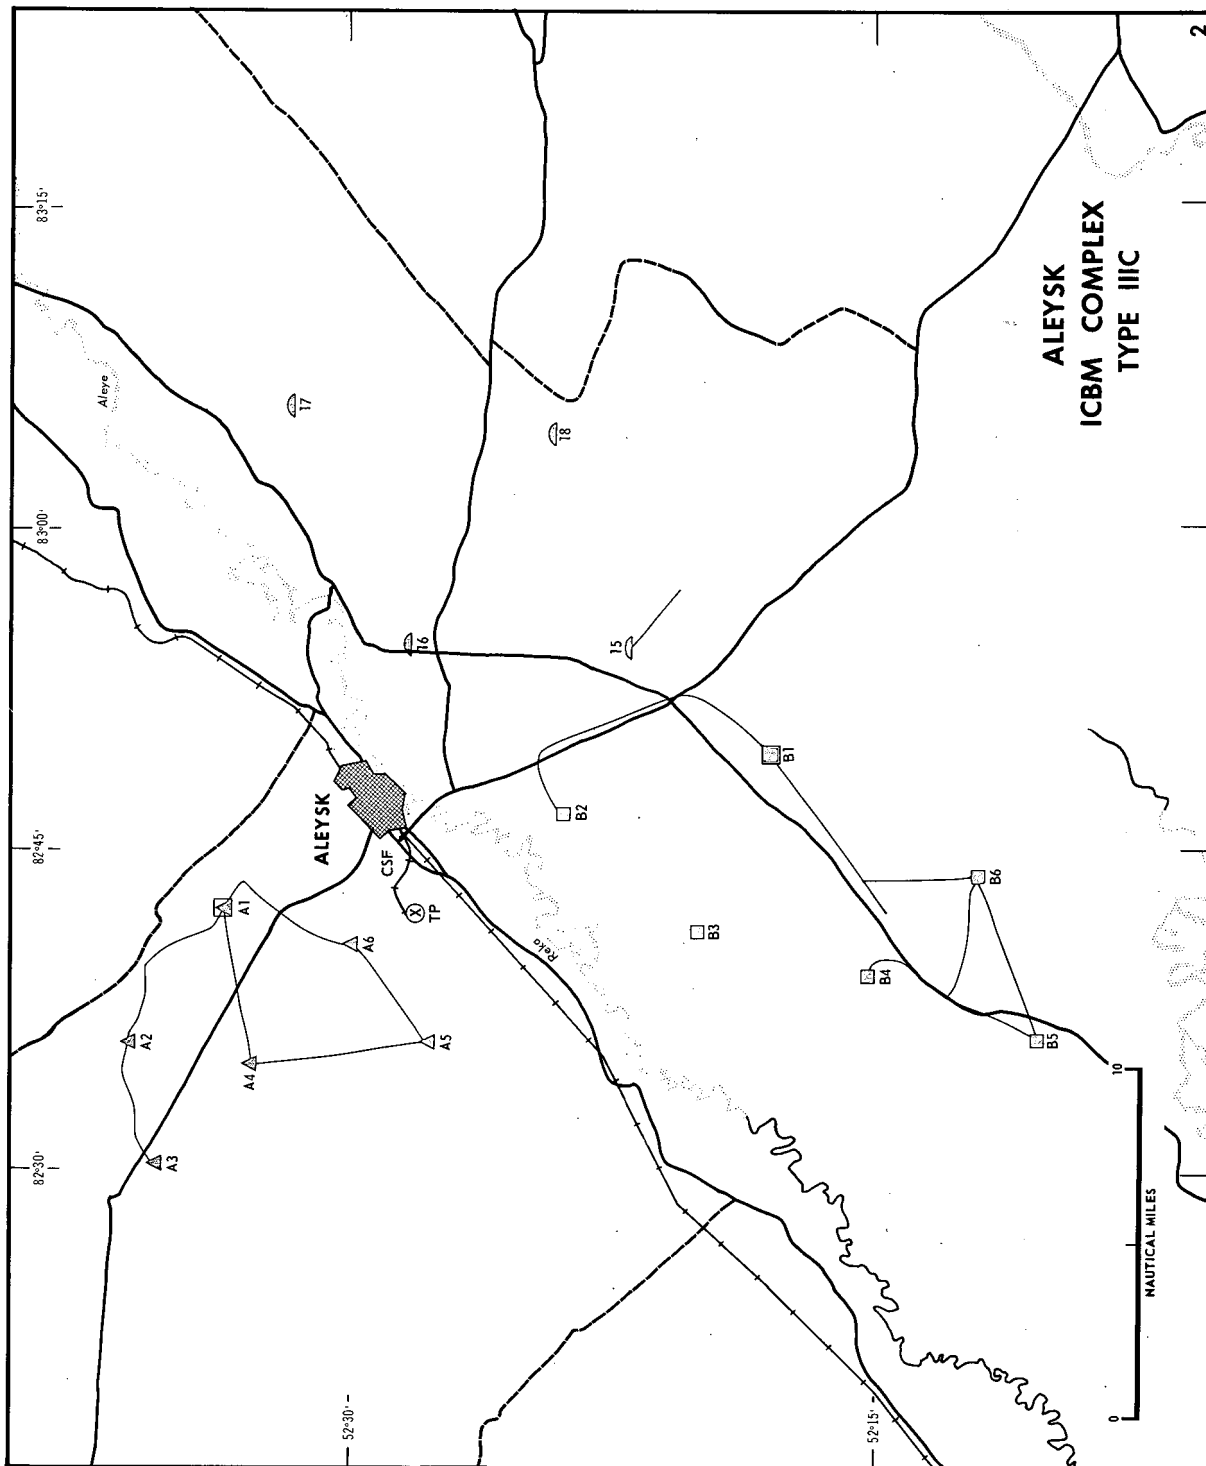 82°30'
82°45'
83°00'
83°15'
Aleye
A2
A3
A1
A4
17
ALEYSK
52°30'
A6
CSF
TP
16
A5
Reka
18
B2
15
B3
B1
52°15'
B4
B6
B5
ALEYSK
ICBM COMPLEX
TYPE IIIC
0
10
NAUTICAL MILES
2